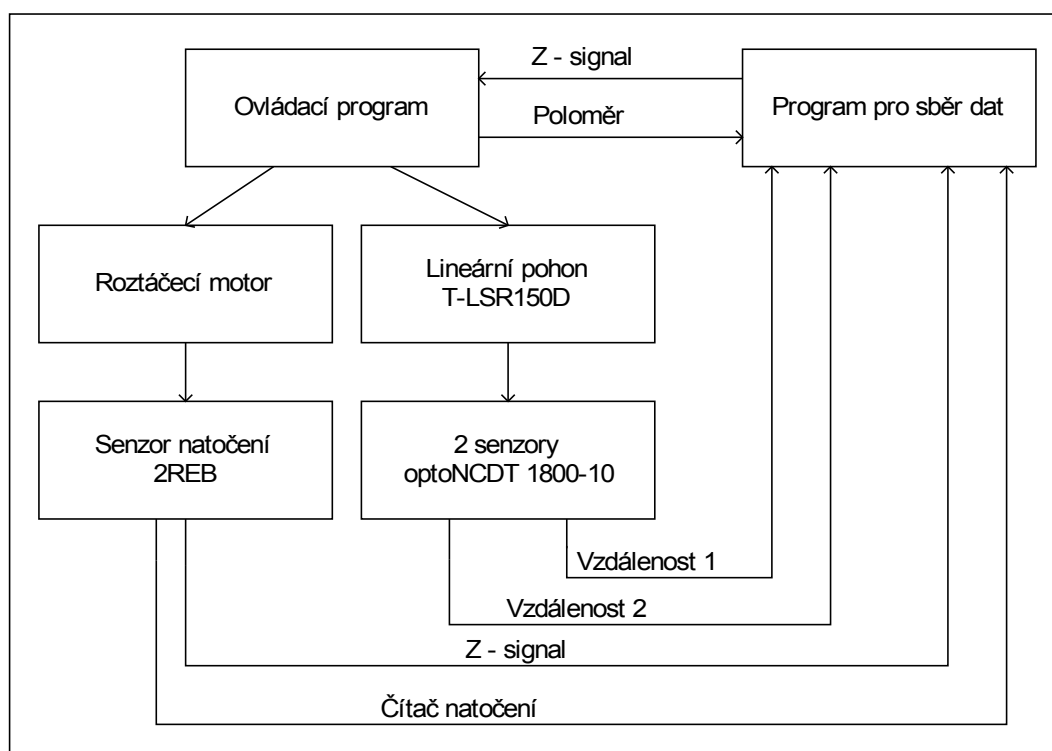 Z - signal
Ovládací program
Program pro sběr dat
Poloměr
Roztáčecí motor
Lineární pohon
T-LSR150D
Senzor natočení
2REB
2 senzory
optoNCDT 1800-10
Vzdálenost 1
Vzdálenost 2
Z - signal
Čítač natočení